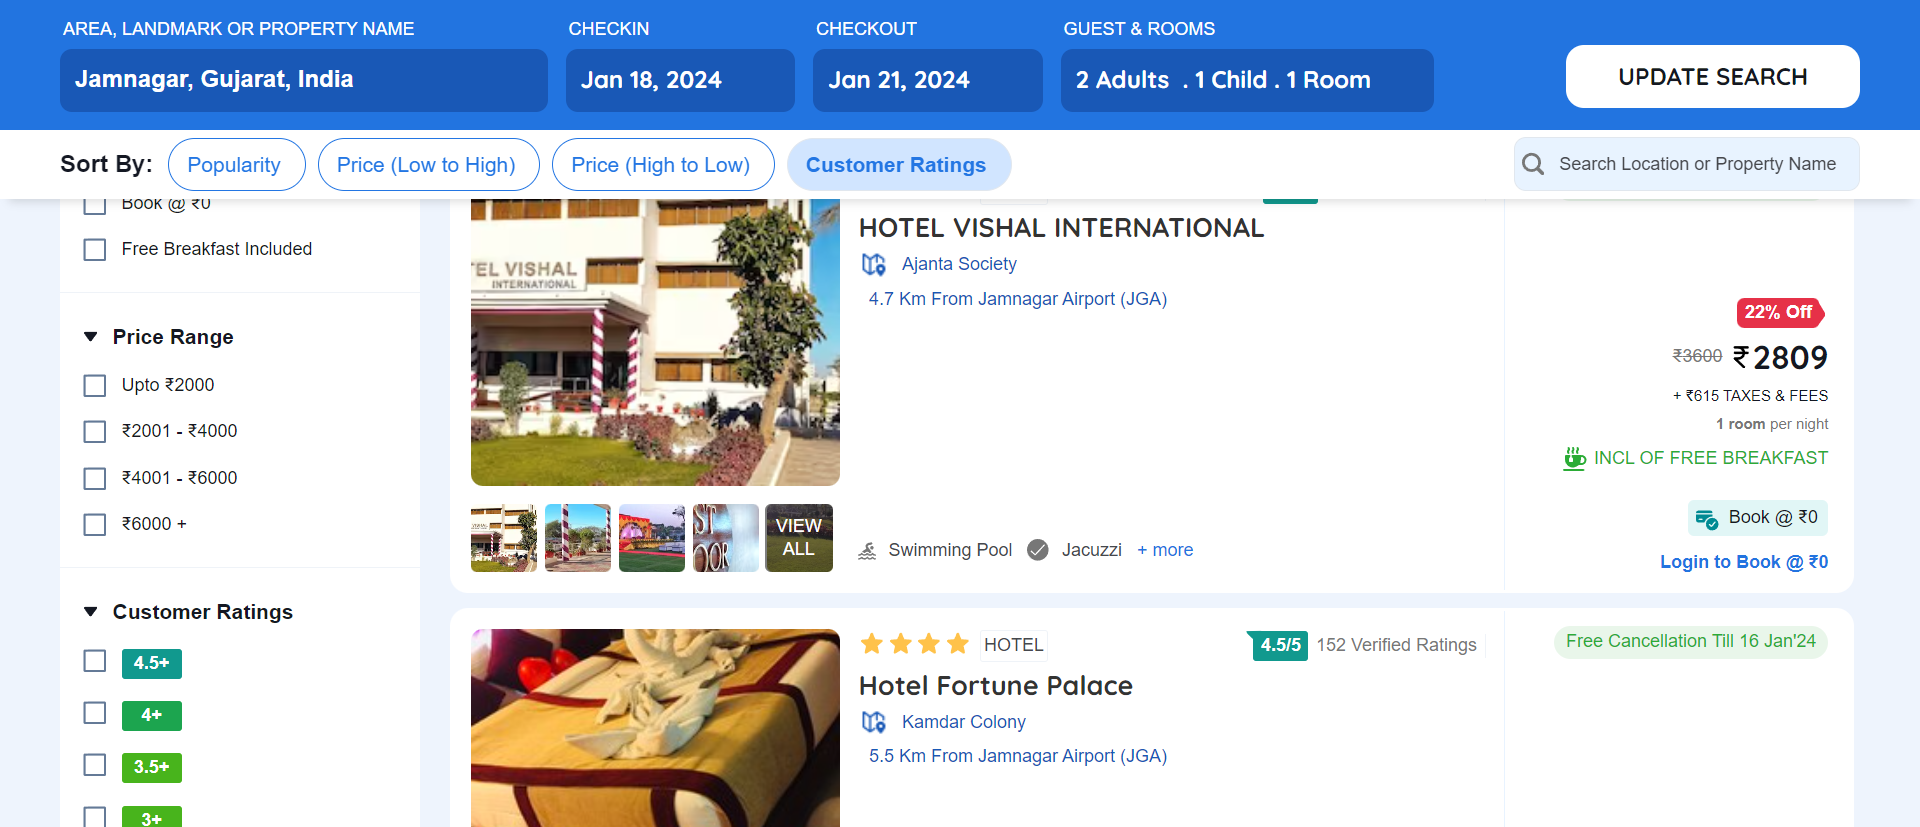 AREA, LANDMARK OR PROPERTY NAME
CHECKIN
CHECKOUT
GUEST & ROOMS
Jamnagar, Gujarat, India
Jan 18, 2024
Jan 21, 2024
2 Adults . 1 Child . 1 Room
UPDATE SEARCH
Sort By:
Popularity
Price (Low to High)
Price (High to Low)
Customer Ratings
Search Location or Property Name
Book @ ₹0
Free Breakfast Included
Price Range
Upto ₹2000
₹2001 - ₹4000
₹4001 - ₹6000
₹6000 +
Customer Ratings
4.5+
4+
3.5+
3+
TEL VISHAL
INTERNATIONAL
ST
OOR
VIEW
ALL
HOTEL VISHAL INTERNATIONAL
Ajanta Society
4.7 Km From Jamnagar Airport (JGA)
Swimming Pool
Jacuzzi
+ more
22% Off
₹3600 ₹2809
+ ₹615 TAXES & FEES
1 room per night
INCL OF FREE BREAKFAST
Book @ ₹0
Login to Book @ ₹0
HOTEL
4.5/5
152 Verified Ratings
Hotel Fortune Palace
Kamdar Colony
5.5 Km From Jamnagar Airport (JGA)
Free Cancellation Till 16 Jan'24